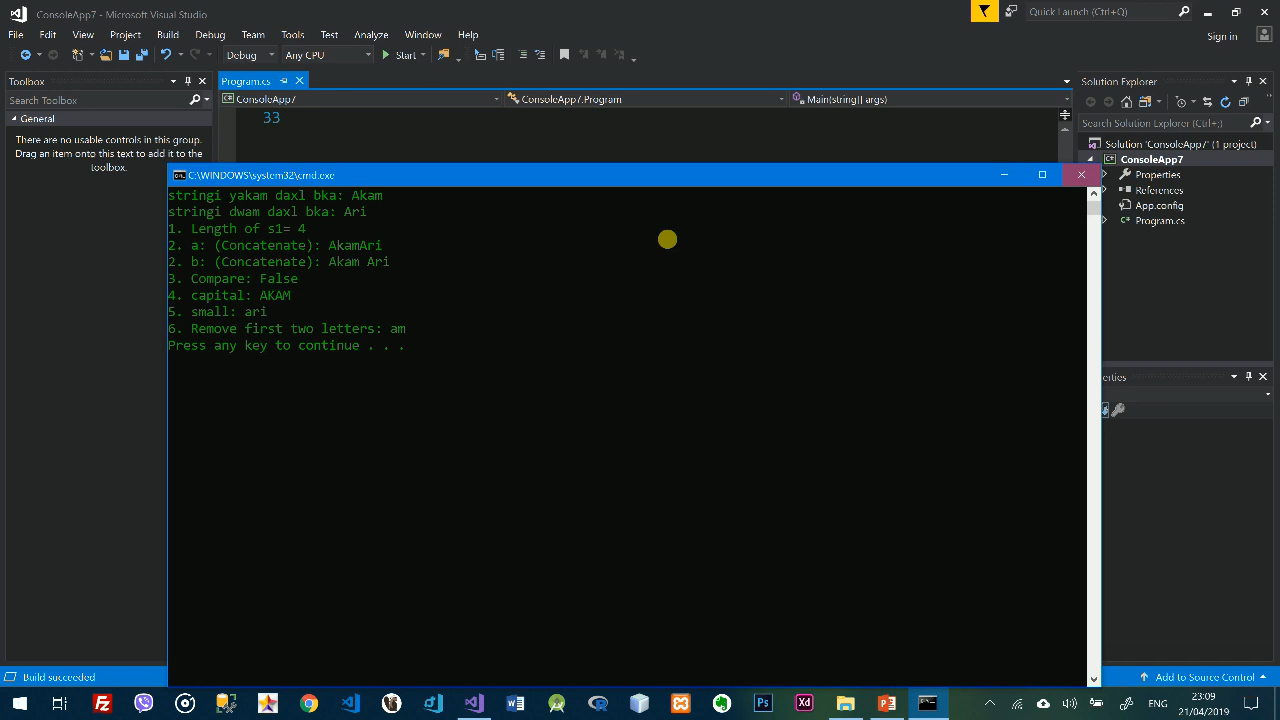 ConsoleApp7 - Microsoft Visual Studio
Quick Launch (Ctrl+Q)
File Edit View Project Build Debug Team Tools Test Analyze Window Help
Sign in
Debug Any CPU Start
Toolbox
Program.cs
Solution Explorer
Search Toolbox
ConsoleApp7
ConsoleApp7.Program
Main(string[] args)
General
33
Search Solution Explorer (Ctrl+;)
There are no usable controls in this group.
Drag an item onto this text to add it to the
toolbox.
Solution 'ConsoleApp7' (1 project)
ConsoleApp7
Properties
References
App.config
Program.cs
C:\WINDOWS\system32\cmd.exe
stringi yakam daxl bka: Akam
stringi dwam daxl bka: Ari
1. Length of s1= 4
2. a: (Concatenate): AkamAri
2. b: (Concatenate): Akam Ari
3. Compare: False
4. capital: AKAM
5. small: ari
6. Remove first two letters: am
Press any key to continue . . .
erties
Build succeeded
Add to Source Control
ENG
23:09
21/04/2019